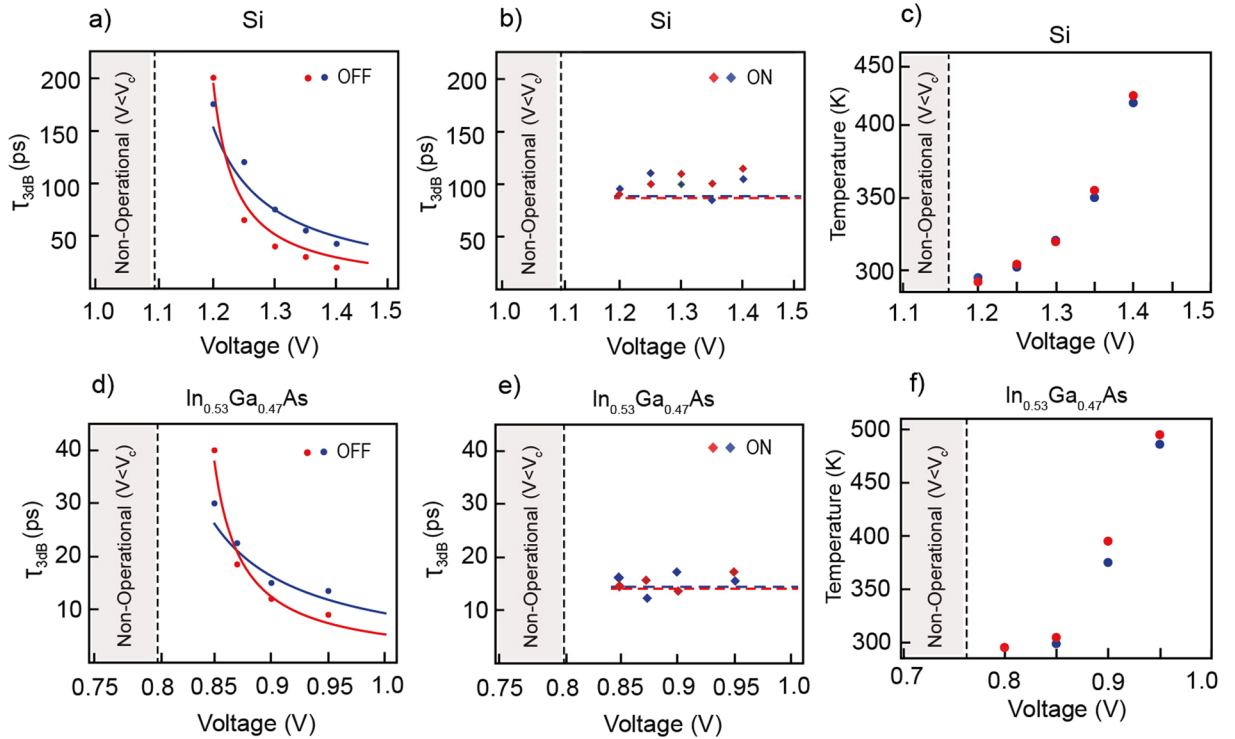 a)
Si
τ3dB (ps)
200
150
100
50
Non-Operational (V<Vc)
OFF
1.0
1.1
1.2
1.3
1.4
1.5
Voltage (V)
b)
Si
τ3dB (ps)
200
150
100
50
Non-Operational (V<Vc)
ON
1.0
1.1
1.2
1.3
1.4
1.5
Voltage (V)
c)
Si
Temperature (K)
450
400
350
300
Non-Operational (V<Vc)
1.1
1.2
1.3
1.4
1.5
Voltage (V)
d)
In0.53Ga0.47As
τ3dB (ps)
40
30
20
10
Non-Operational (V<Vc)
OFF
0.75
0.8
0.85
0.9
0.95
1.0
Voltage (V)
e)
In0.53Ga0.47As
τ3dB (ps)
40
30
20
10
Non-Operational (V<Vc)
ON
0.75
0.8
0.85
0.9
0.95
1.0
Voltage (V)
f)
In0.53Ga0.47As
Temperature (K)
500
500
400
350
300
Non-Operational (V<Vc)
0.7
0.8
0.9
1.0
Voltage (V)